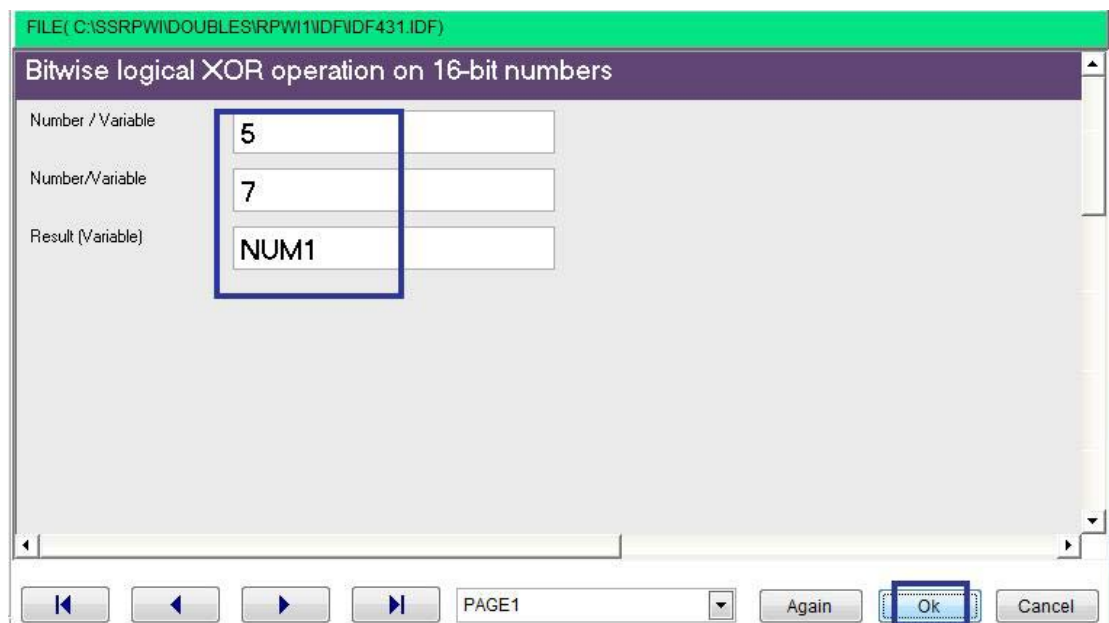 FILE( C:\SSRPWI\DOUBLES\RPWI1\IDF\IDF431.IDF)
Bitwise logical XOR operation on 16-bit numbers
Number / Variable
5
Number/Variable
7
Result (Variable)
NUM1
PAGE1
Again
Ok
Cancel